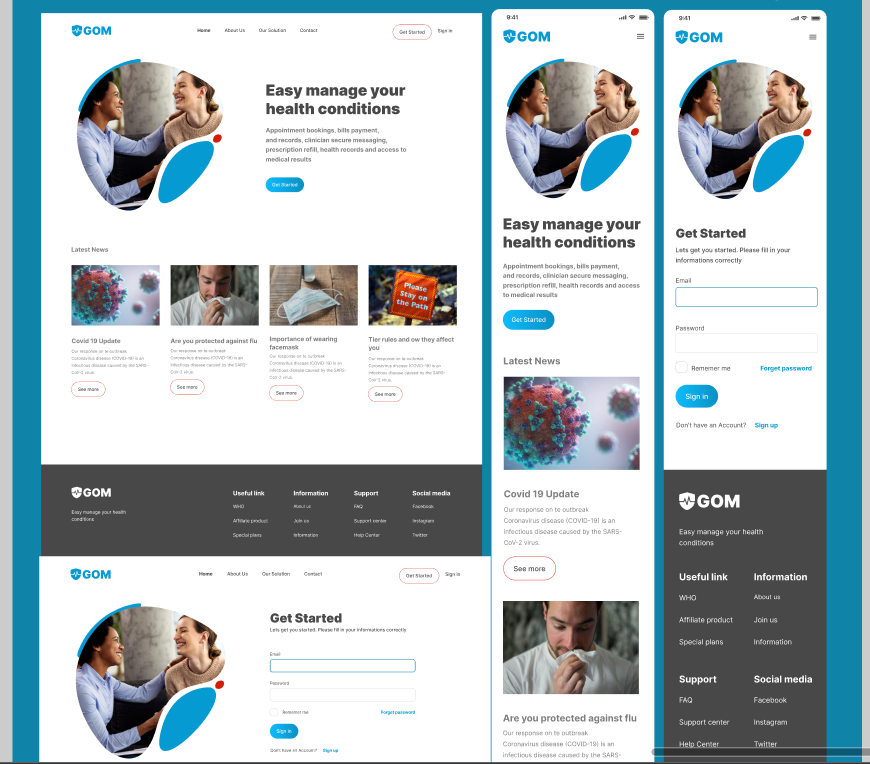 GOM
Home About Us Our Solution Contact Get Started Sign in
Easy manage your
health conditions
Appointment bookings, bills payment,
and records, clinician secure messaging,
prescription refill, health records and access to
medical results
Get Started
Latest News
Please
Stay on
the Path
Covid 19 Update
Our response on te outbreak
Coronavirus disease (COVID-19) is an
infectious disease caused by the SARS-
CoV-2 virus.
See more
Are you protected against flu
Our response on te outbreak
Coronavirus disease (COVID-19) is an
infectious disease caused by the SARS-
CoV-2 virus.
See more
Importance of wearing
facemask
Our response on te outbreak
Coronavirus disease (COVID-19) is an
infectious disease caused by the SARS-
CoV-2 virus.
See more
Tier rules and ow they affect
you
Our response on te outbreak
Coronavirus disease (COVID-19) is an
infectious disease caused by the SARS-
CoV-2 virus.
See more
GOM
Easy manage your health
conditions
Useful link Information Support Social media
WHO About us FAQ Facebook
Affiliate product Join us Support center Instagram
Special plans Information Help Center Twitter
GOM
Home About Us Our Solution Contact Get Started Sign in
Get Started
Lets get you started. Please fill in your informations correctly
Email
Password
Rememer me Forget password
Sign in
Don't have an Account? Sign up
9:41
GOM
Easy manage your
health conditions
Appointment bookings, bills payment,
and records, clinician secure messaging,
prescription refill, health records and access
to medical results
Get Started
Latest News
Covid 19 Update
Our response on te outbreak
Coronavirus disease (COVID-19) is an
infectious disease caused by the SARS-
CoV-2 virus.
See more
Are you protected against flu
Our response on te outbreak
Coronavirus disease (COVID-19) is an
infectious disease caused by the SARS-
9:41
GOM
Get Started
Lets get you started. Please fill in your
informations correctly
Email
Password
Rememer me Forget password
Sign in
Don't have an Account? Sign up
GOM
Easy manage your health
conditions
Useful link Information
WHO About us
Affiliate product Join us
Special plans Information
Support Social media
FAQ Facebook
Support center Instagram
Help Center Twitter